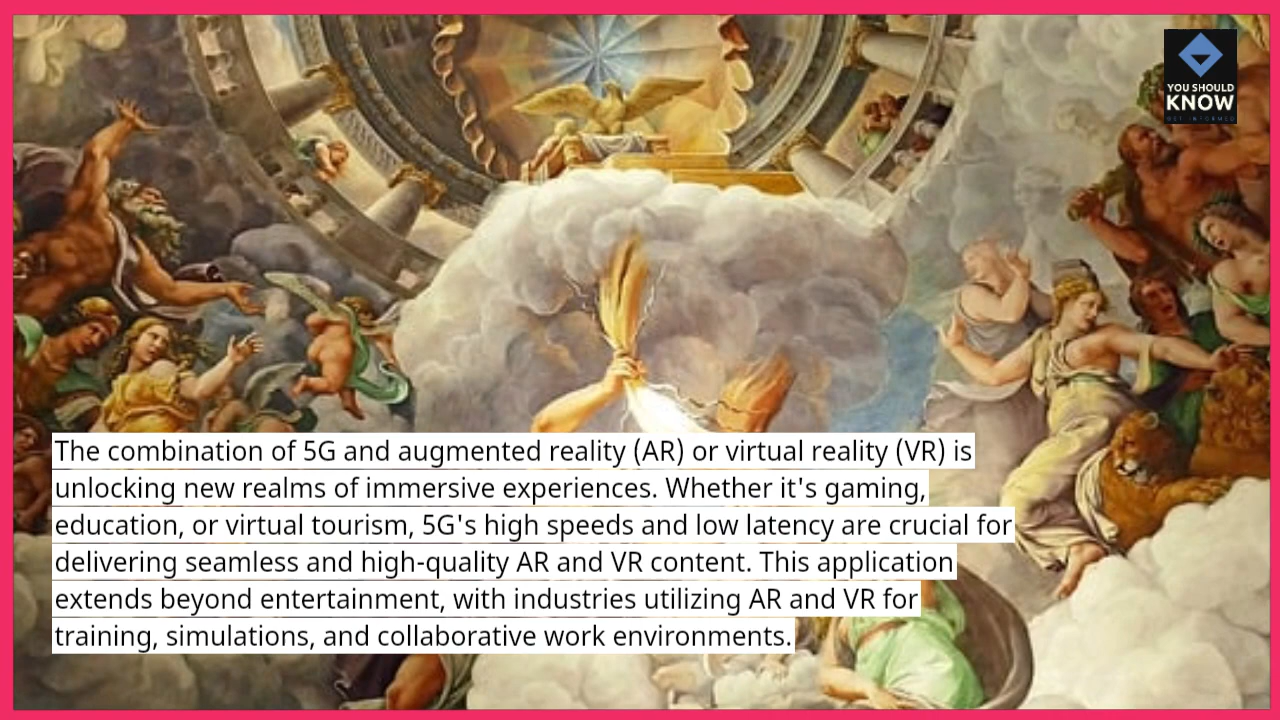 YOU SHOULD
KNOW
GET INFORMED
The combination of 5G and augmented reality (AR) or virtual reality (VR) is
unlocking new realms of immersive experiences. Whether it's gaming,
education, or virtual tourism, 5G's high speeds and low latency are crucial for
delivering seamless and high-quality AR and VR content. This application
extends beyond entertainment, with industries utilizing AR and VR for
training, simulations, and collaborative work environments.